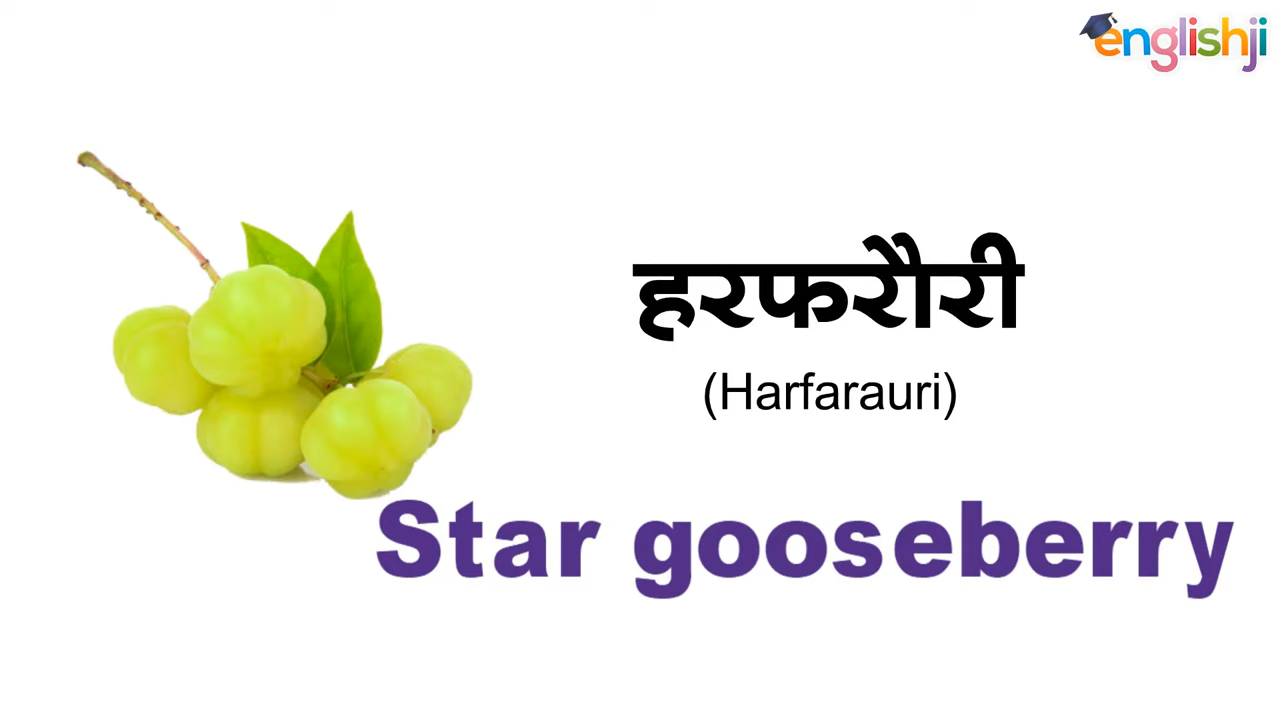 englishji
हरफरौरी
(Harfarauri)
Star gooseberry